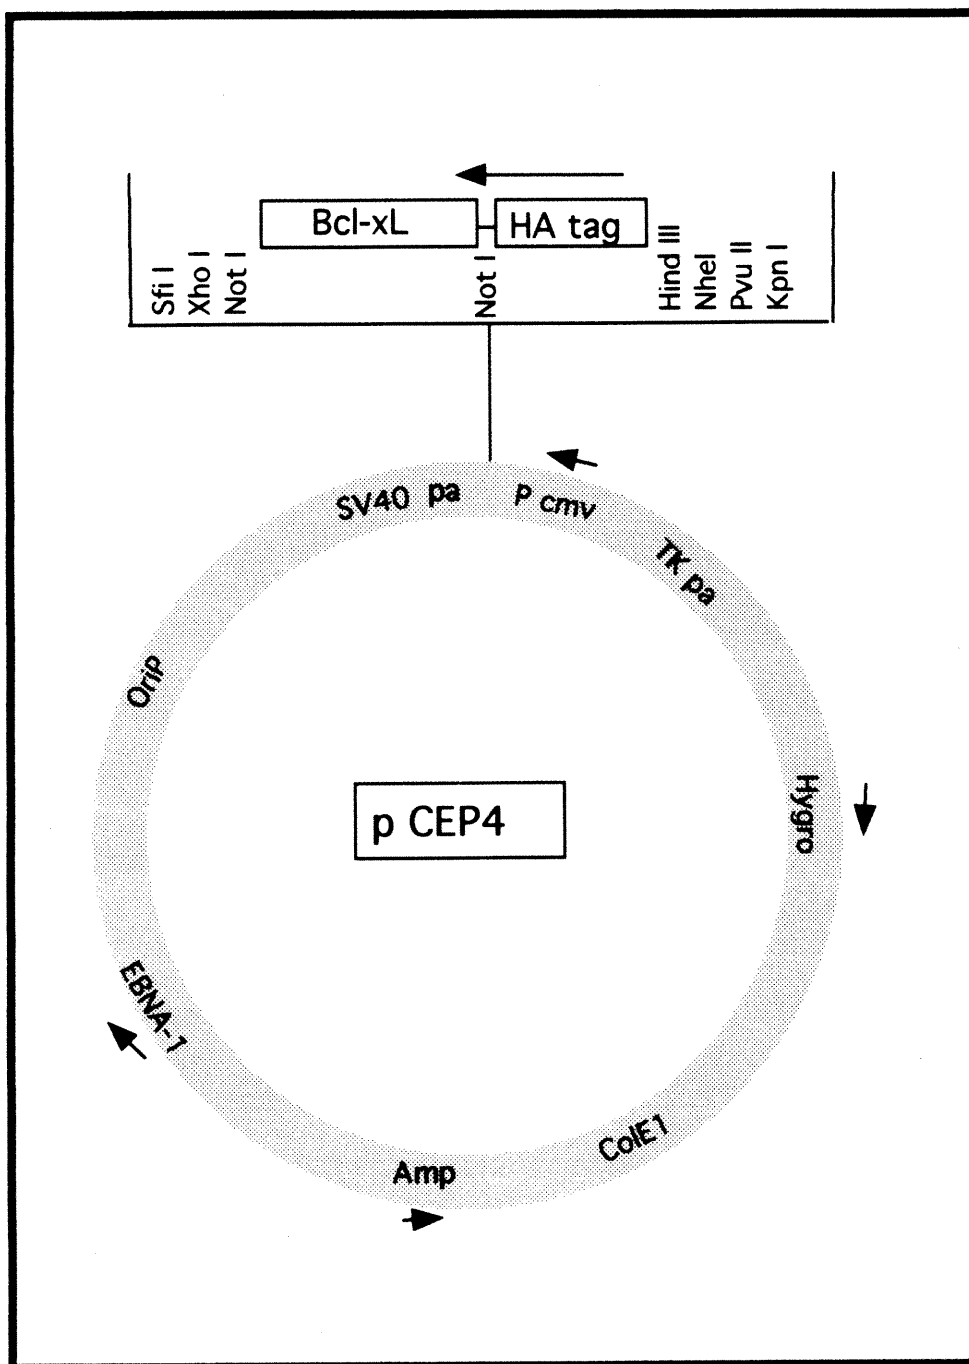 Bcl-xL
HA tag
Sfi I
Xho I
Not I
Not I
Hind III
NheI
Pvu II
Kpn I
SV40 pa
P cmv
TK pa
OriP
Hygro
p CEP4
EBNA-1
ColE1
Amp